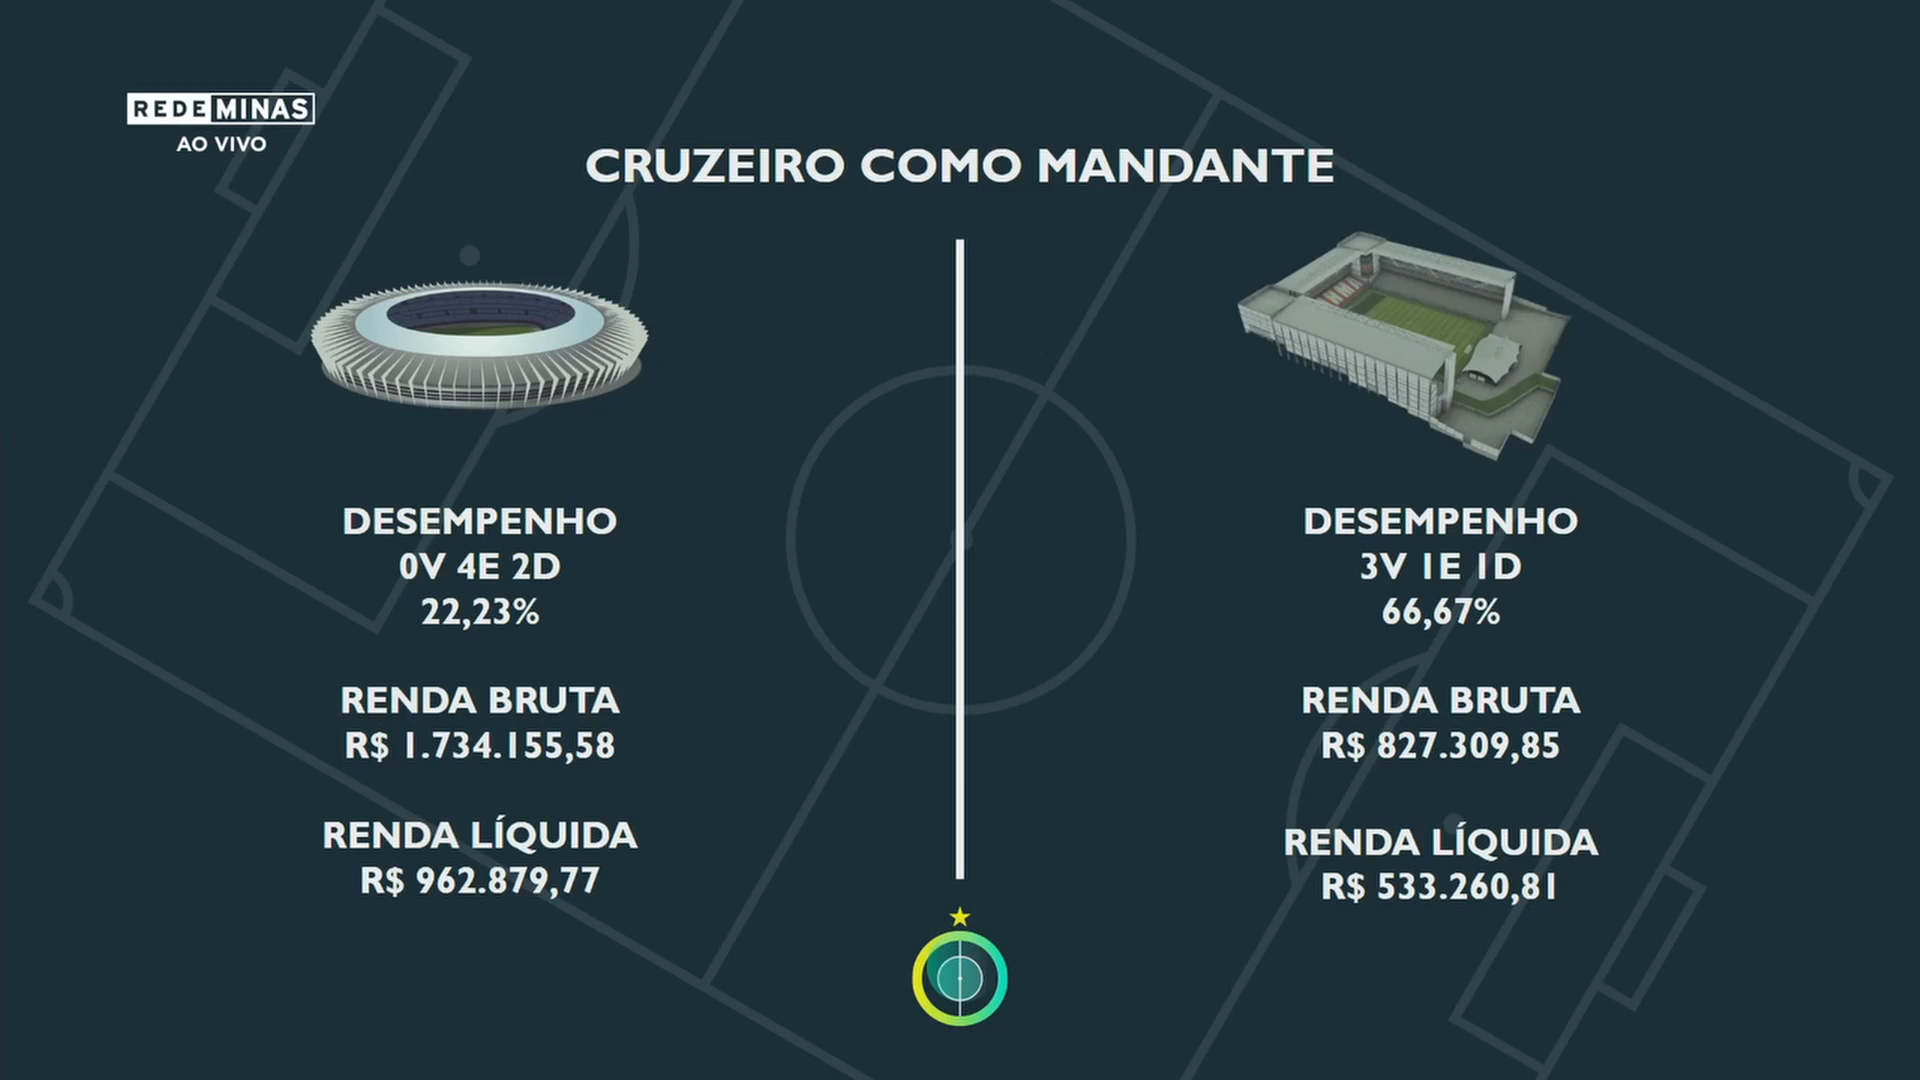 REDEMINAS
AO VIVO
CRUZEIRO COMO MANDANTE
DESEMPENHO
0V 4E 2D
22,23%
RENDA BRUTA
R$ 1.734.155,58
RENDA LÍQUIDA
R$ 962.879,77
DESEMPENHO
3V 1E 1D
66,67%
RENDA BRUTA
R$ 827.309,85
RENDA LÍQUIDA
R$ 533.260,81